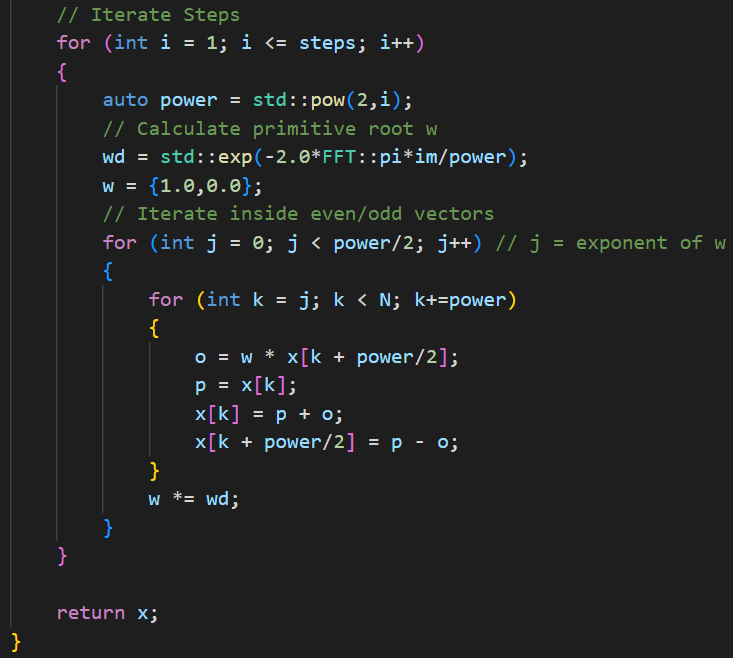 // Iterate Steps
for (int i = 1; i <= steps; i++)
{
auto power = std::pow(2,i);
// Calculate primitive root w
wd = std::exp(-2.0*FFT::pi*im/power);
w = {1.0,0.0};
// Iterate inside even/odd vectors
for (int j = 0; j < power/2; j++) // j = exponent of w
{
for (int k = j; k < N; k+=power)
{
o = w * x[k + power/2];
p = x[k];
x[k] = p + o;
x[k + power/2] = p - o;
}
w *= wd;
}
}
return x;
}